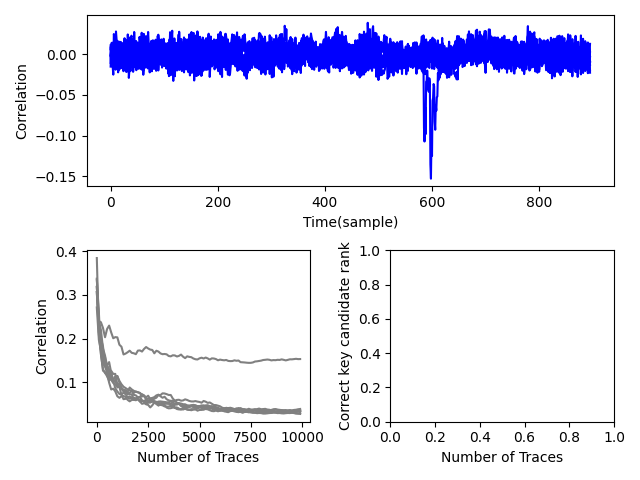 0.00
−0.05
−0.10
−0.15
Correlation
0 200 400 600 800
Time(sample)
0.4
0.3
0.2
0.1
Correlation
0 2500 5000 7500 10000
Number of Traces
1.0
0.8
0.6
0.4
0.2
0.0
Correct key candidate rank
0.0 0.2 0.4 0.6 0.8 1.0
Number of Traces